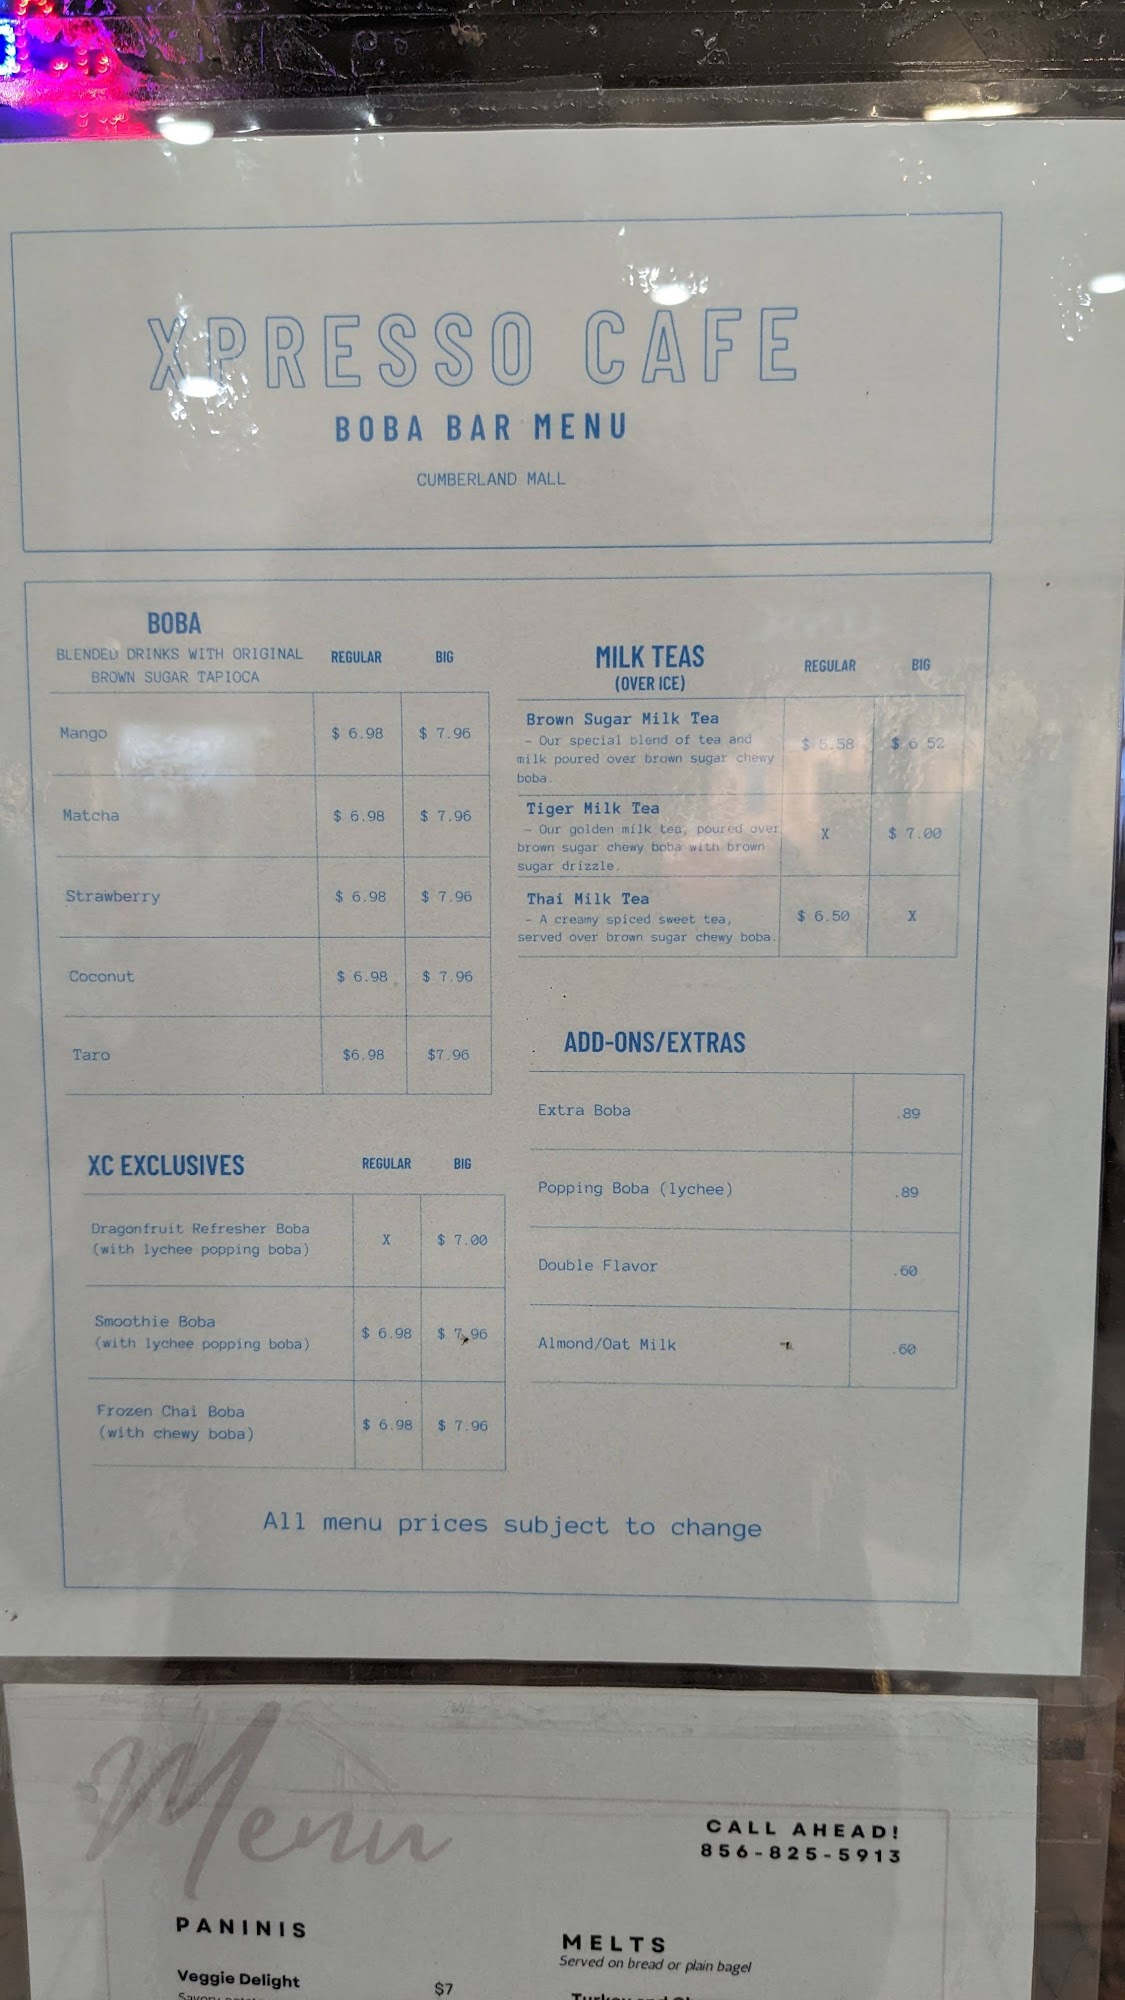 XPRESSO CAFE
BOBA BAR MENU
CUMBERLAND MALL
BOBA
BLENDED DRINKS WITH ORIGINAL
BROWN SUGAR TAPIOCA
REGULAR BIG
Mango $ 6.98 $ 7.96
Matcha $ 6.98 $ 7.96
Strawberry $ 6.98 $ 7.96
Coconut $ 6.98 $ 7.96
Taro $6.98 $7.96
XC EXCLUSIVES REGULAR BIG
Dragonfruit Refresher Boba
(with lychee popping boba)
X $ 7.00
Smoothie Boba
(with lychee popping boba)
$ 6.98 $ 7.96
Frozen Chai Boba
(with chewy boba)
$ 6.98 $ 7.96
MILK TEAS
(OVER ICE)
REGULAR BIG
Brown Sugar Milk Tea
- Our special blend of tea and
milk poured over brown sugar chewy
boba.
$ 5.58 $ 6.52
Tiger Milk Tea
- Our golden milk tea, poured over
brown sugar chewy boba with brown
sugar drizzle.
X $ 7.00
Thai Milk Tea
- A creamy spiced sweet tea,
served over brown sugar chewy boba.
$ 6.50 X
ADD-ONS/EXTRAS
Extra Boba .89
Popping Boba (lychee) .89
Double Flavor .60
Almond/Oat Milk .60
All menu prices subject to change
Menu
CALL AHEAD!
856-825-5913
PANINIS
Veggie Delight $7
MELTS
Served on bread or plain bagel